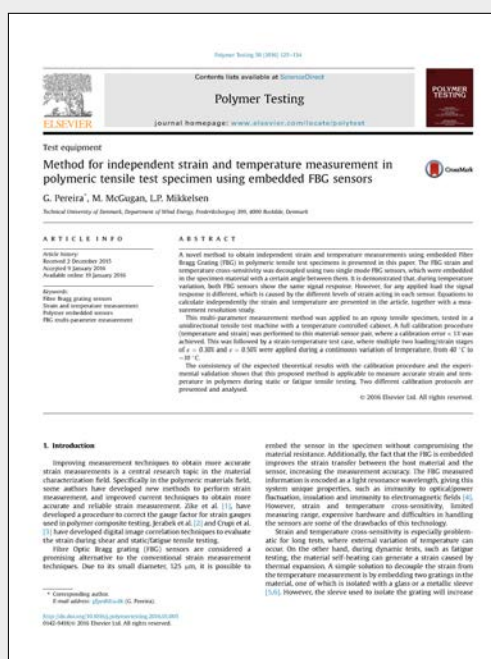 Polymer Testing 50 (2016) 125–134
Contents lists available at ScienceDirect
Polymer Testing
journal homepage: www.elsevier.com/locate/polytest
ELSEVIER
POLYMER
TESTING
Test equipment
Method for independent strain and temperature measurement in
polymeric tensile test specimen using embedded FBG sensors
CrossMark
G. Pereira*, M. McGugan, L.P. Mikkelsen
Technical University of Denmark, Department of Wind Energy, Frederiksborgvej 399, 4000 Roskilde, Denmark
ARTICLE INFO
Article history:
Received 2 December 2015
Accepted 9 January 2016
Available online 19 January 2016
Keywords:
Fibre Bragg grating sensors
Strain and temperature measurement
Polymer embedded sensors
FBG multi-parameter measurement
ABSTRACT
A novel method to obtain independent strain and temperature measurements using embedded Fibre
Bragg Grating (FBG) in polymeric tensile test specimens is presented in this paper. The FBG strain and
temperature cross-sensitivity was decoupled using two single mode FBG sensors, which were embedded
in the specimen material with a certain angle between them. It is demonstrated that, during temperature
variation, both FBG sensors show the same signal response. However, for any applied load the signal
response is different, which is caused by the different levels of strain acting in each sensor. Equations to
calculate independently the strain and temperature are presented in the article, together with a mea-
surement resolution study.
This multi-parameter measurement method was applied to an epoxy tensile specimen, tested in a
unidirectional tensile test machine with a temperature controlled cabinet. A full calibration procedure
(temperature and strain) was performed to this material-sensor pair, where a calibration error < 1% was
achieved. This was followed by a strain-temperature test case, where multiple two loading/strain stages
of ε = 0.30% and ε = 0.50% were applied during a continuous variation of temperature, from 40 °C to
−10 °C.
The consistency of the expected theoretical results with the calibration procedure and the experi-
mental validation shows that this proposed method is applicable to measure accurate strain and tem-
perature in polymers during static or fatigue tensile testing. Two different calibration protocols are
presented and analysed.
© 2016 Elsevier Ltd. All rights reserved.
1. Introduction
Improving measurement techniques to obtain more accurate
strain measurements is a central research topic in the material
characterization field. Specifically in the polymeric materials field,
some authors have developed new methods to perform strain
measurement, and improved current techniques to obtain more
accurate and reliable strain measurement. Zike et al. [1], have
developed a procedure to correct the gauge factor for strain gauges
used in polymer composite testing. Jerabek et al. [2] and Crupi et al.
[3] have developed digital image correlation techniques to evaluate
the strain during shear and static/fatigue tensile testing.
Fibre Optic Bragg grating (FBG) sensors are considered a
promising alternative to the conventional strain measurement
techniques. Due to its small diameter, 125 μm, it is possible to
* Corresponding author.
E-mail address: (G. Pereira).
0142-9418/© 2016 Elsevier Ltd. All rights reserved.
embed the sensor in the specimen without compromising the
material resistance. Additionally, the fact that the FBG is embedded
improves the strain transfer between the host material and the
sensor, increasing the measurement accuracy. The FBG measured
information is encoded as a light resonance wavelength, giving this
system unique properties, such as immunity to optical/power
fluctuation, insulation and immunity to electromagnetic fields [4].
However, strain and temperature cross-sensitivity, limited
measuring range, expensive hardware and difficulties in handling
the sensors are some of the drawbacks of this technology.
Strain and temperature cross-sensitivity is especially problem-
atic for long tests, where external variation of temperature can
occur. On the other hand, during dynamic tests, such as fatigue
testing, the material self-heating can generate a strain caused by
thermal expansion. A simple solution to decouple the strain from
the temperature measurement is by embedding two gratings in the
material, one of which is isolated with a glass or a metallic sleeve
[5,6]. However, the sleeve used to isolate the grating will increase